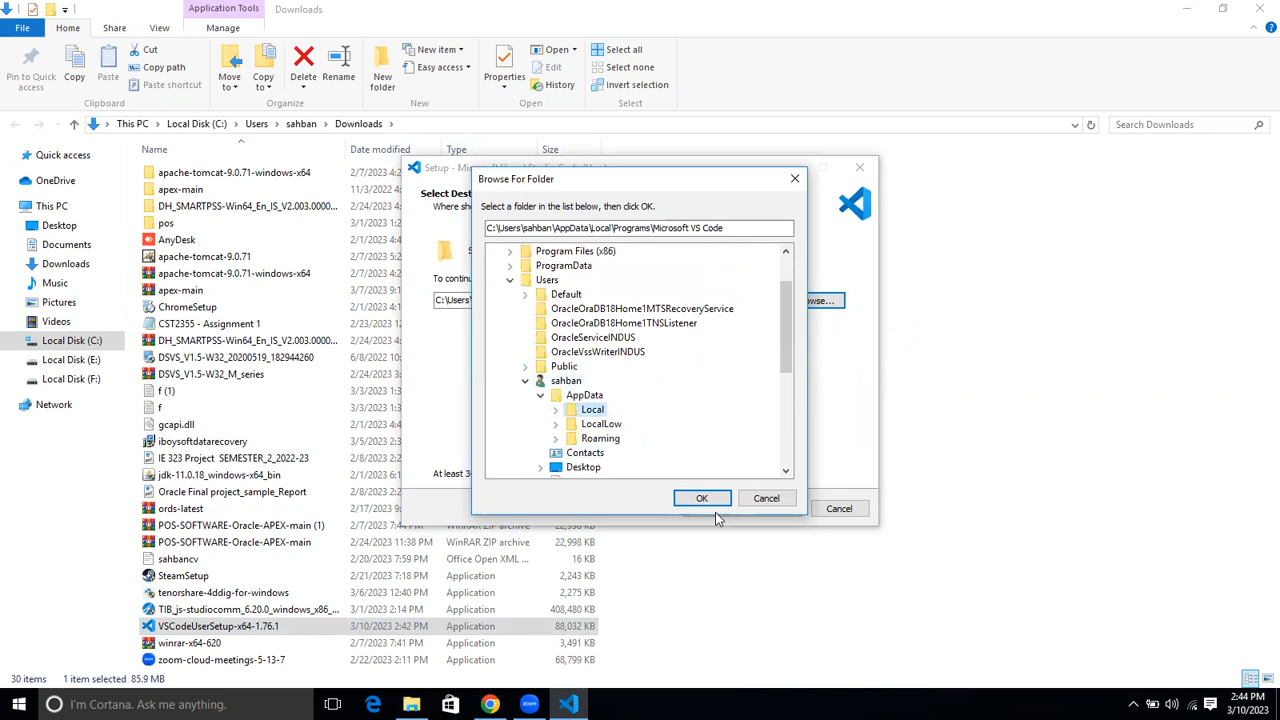 Application Tools Downloads
File Home Share View Manage
Pin to Quick access
Copy
Paste
Cut
Copy path
Paste shortcut
Clipboard
Move to
Copy to
Delete
Rename
Organize
New folder
New item
Easy access
New
Properties
Open
Edit
History
Open
Select all
Select none
Invert selection
Select
This PC Local Disk (C:) Users sahban Downloads
Search Downloads
Quick access
OneDrive
This PC
Desktop
Documents
Downloads
Music
Pictures
Videos
Local Disk (C:)
Local Disk (E:)
Local Disk (F:)
Network
Name Date modified Type Size
apache-tomcat-9.0.71-windows-x64 2/7/2023
apex-main 11/3/2022
DH_SMARTPSS-Win64_En_IS_V2.003.0000...
pos 3/1/2023
AnyDesk
apache-tomcat-9.0.71
apache-tomcat-9.0.71-windows-x64
apex-main
ChromeSetup
CST2355 - Assignment 1
DH_SMARTPSS-Win64_En_IS_V2.003.0000...
DSVS_V1.5-W32_20200519_182944260
DSVS_V1.5-W32_M_series
f (1)
f
gcapi.dll
iboysoftdatarecovery
IE 323 Project SEMESTER_2_2022-23
jdk-11.0.18_windows-x64_bin
Oracle Final project_sample_Report
ords-latest
POS-SOFTWARE-Oracle-APEX-main (1) 2/7/2023 7:44 PM WinRAR ZIP archive 22,998 KB
POS-SOFTWARE-Oracle-APEX-main 2/24/2023 11:38 PM WinRAR ZIP archive 22,998 KB
sahbancv 2/20/2023 7:59 PM Office Open XML ... 16 KB
SteamSetup 2/21/2023 7:18 PM Application 2,243 KB
tenorshare-4ddig-for-windows 3/6/2023 12:40 PM Application 2,275 KB
TIB_js-studiocomm_6.20.0_windows_x86_... 3/1/2023 2:14 PM Application 408,480 KB
VSCodeUserSetup-x64-1.76.1 3/10/2023 2:42 PM Application 88,032 KB
winrar-x64-620 2/7/2023 7:41 PM Application 3,491 KB
zoom-cloud-meetings-5-13-7 2/22/2023 2:11 PM Application 68,799 KB
Browse For Folder
Select a folder in the list below, then click OK.
C:\Users\sahban\AppData\Local\Programs\Microsoft VS Code
Program Files (x86)
ProgramData
Users
Default
OracleOraDB18Home1MTSRecoveryService
OracleOraDB18Home1TNSListener
OracleServiceINDUS
OracleVssWriterINDUS
Public
sahban
AppData
Local
LocalLow
Roaming
Contacts
Desktop
OK Cancel
Cancel
30 items 1 item selected 85.9 MB
I'm Cortana. Ask me anything.
2:44 PM
3/10/2023